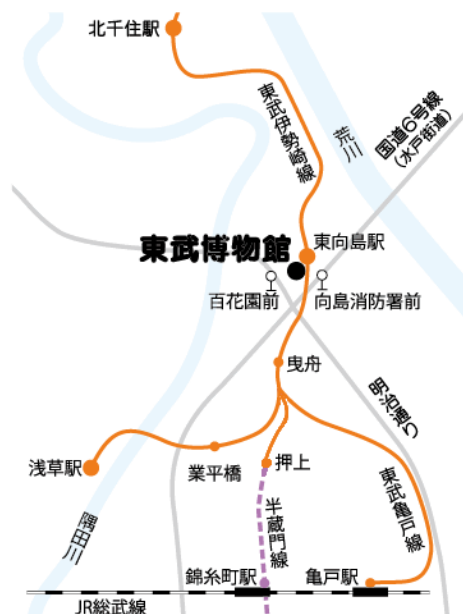 北千住駅
東武伊勢崎線
荒川
国道6号線
(水戸街道)
東武博物館
東向島駅
百花園前
向島消防署前
曳舟
明治通り
浅草駅
業平橋
押上
東武亀戸線
隅田川
半蔵門線
錦糸町駅
亀戸駅
JR総武線